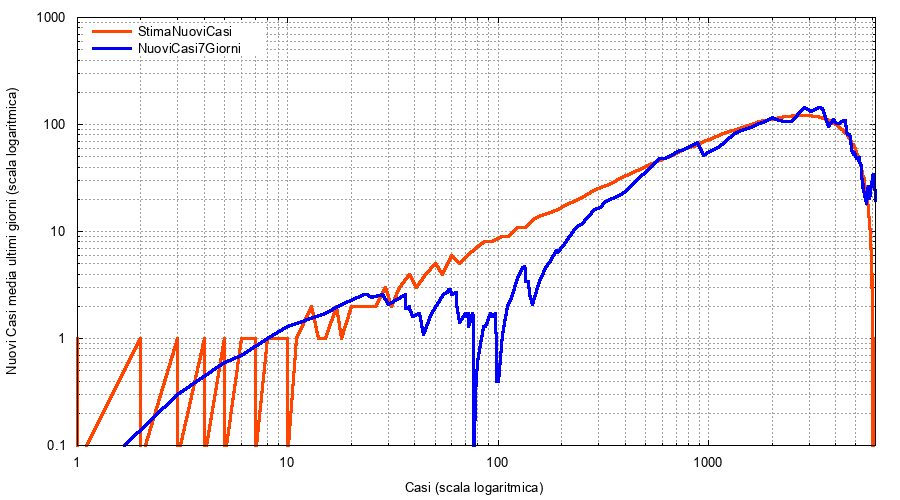 1000
StimaNuoviCasi
NuoviCasi7Giorni
100
10
1
0.1
Nuovi Casi media ultimi giorni (scala logaritmica)
1 10 100 1000
Casi (scala logaritmica)